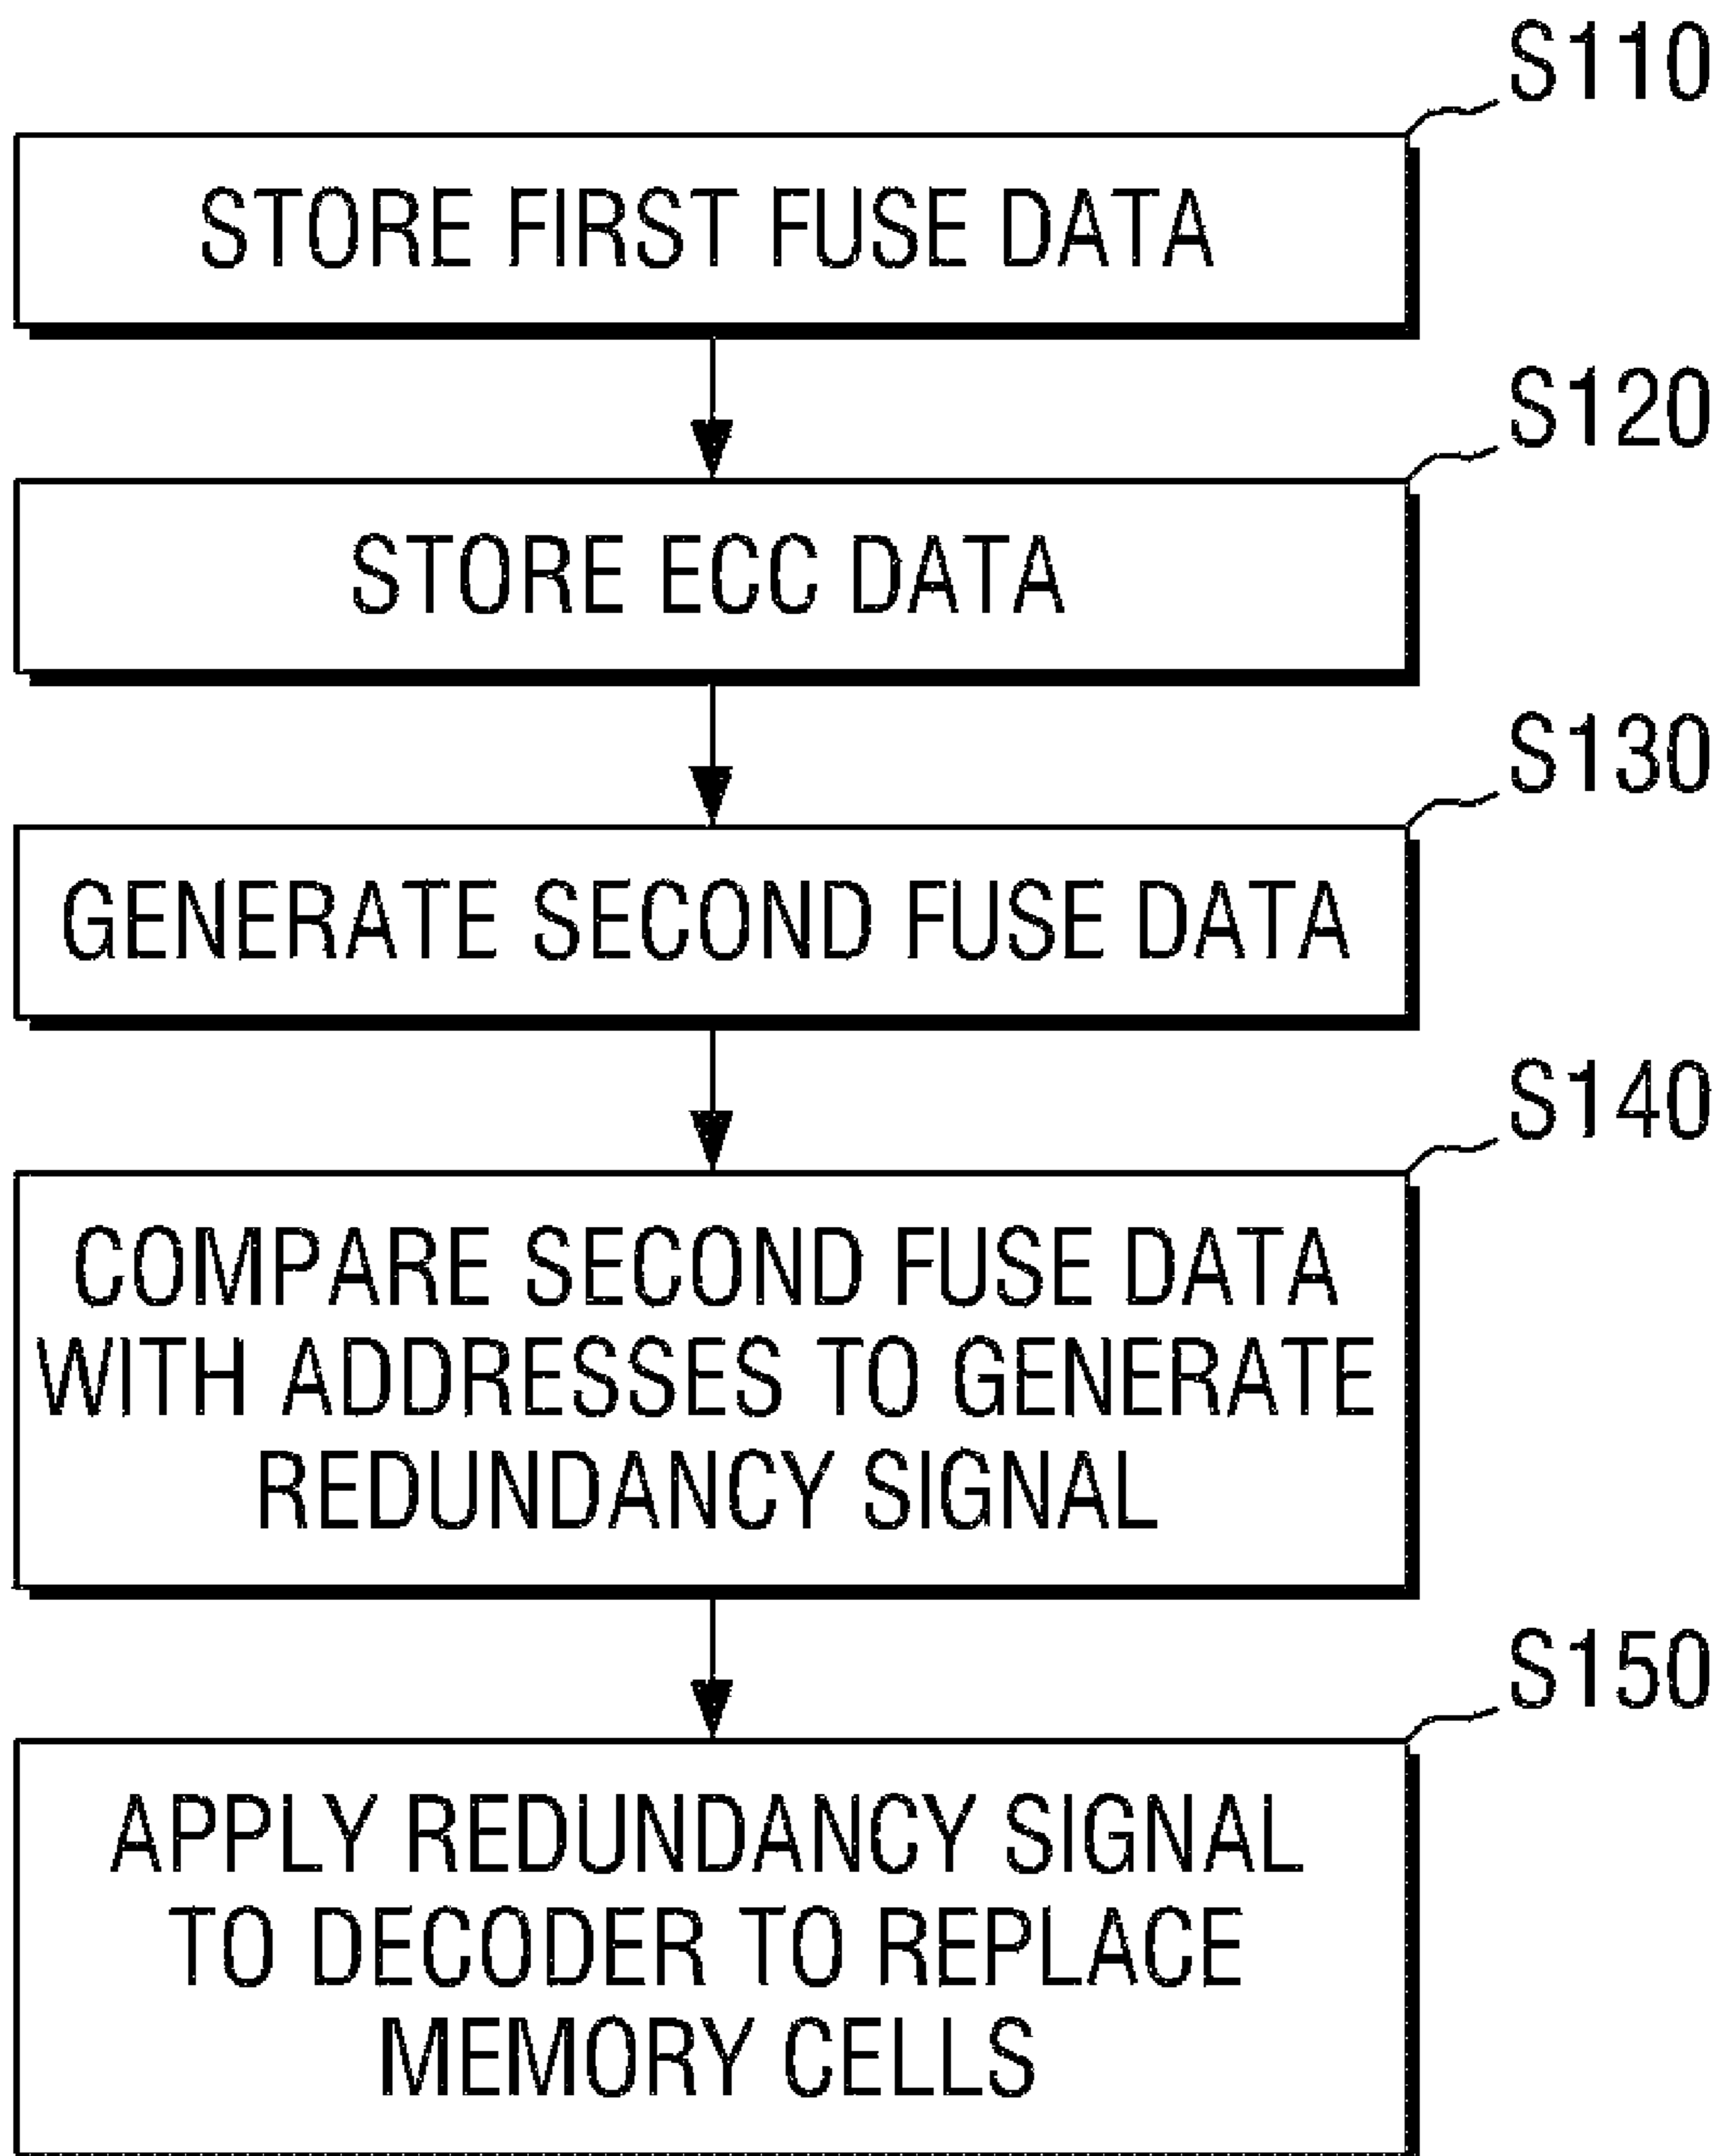 S110
STORE FIRST FUSE DATA
S120
STORE ECC DATA
S130
GENERATE SECOND FUSE DATA
S140
COMPARE SECOND FUSE DATA
WITH ADDRESSES TO GENERATE
REDUNDANCY SIGNAL
S150
APPLY REDUNDANCY SIGNAL
TO DECODER TO REPLACE
MEMORY CELLS